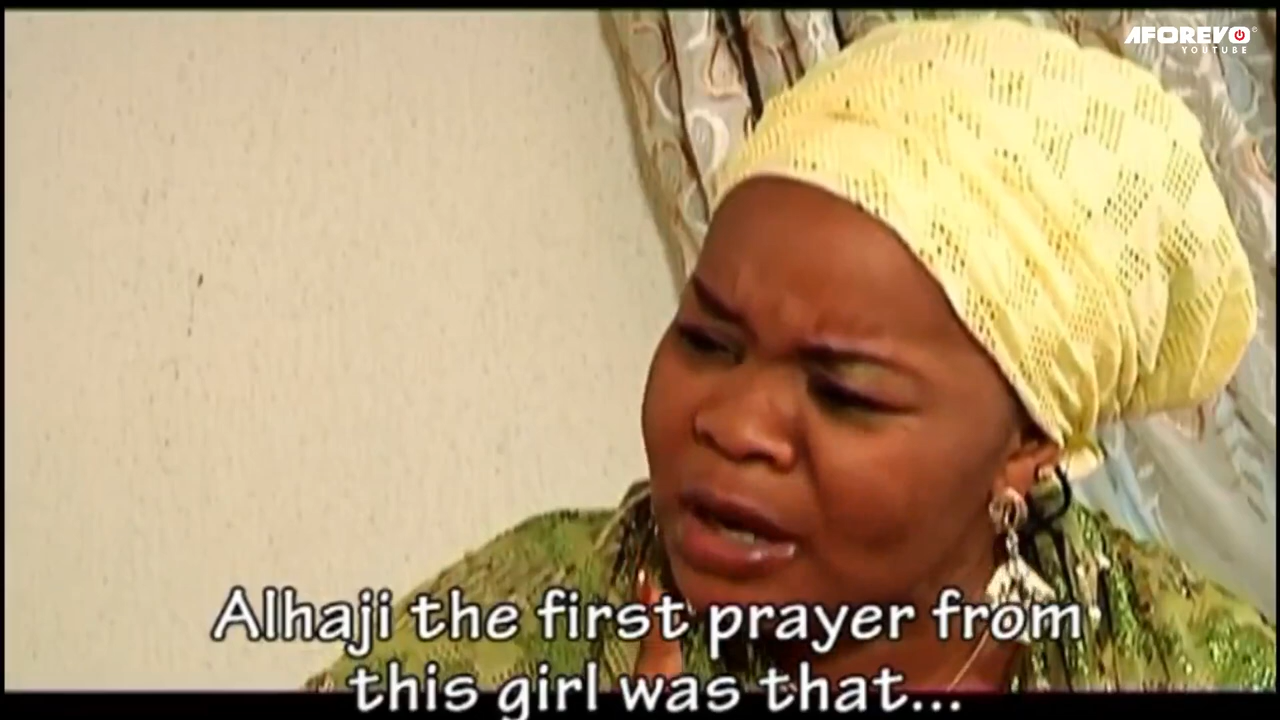 AFOREVO
YOUTUBE
Alhaji the first prayer from
this girl was that...